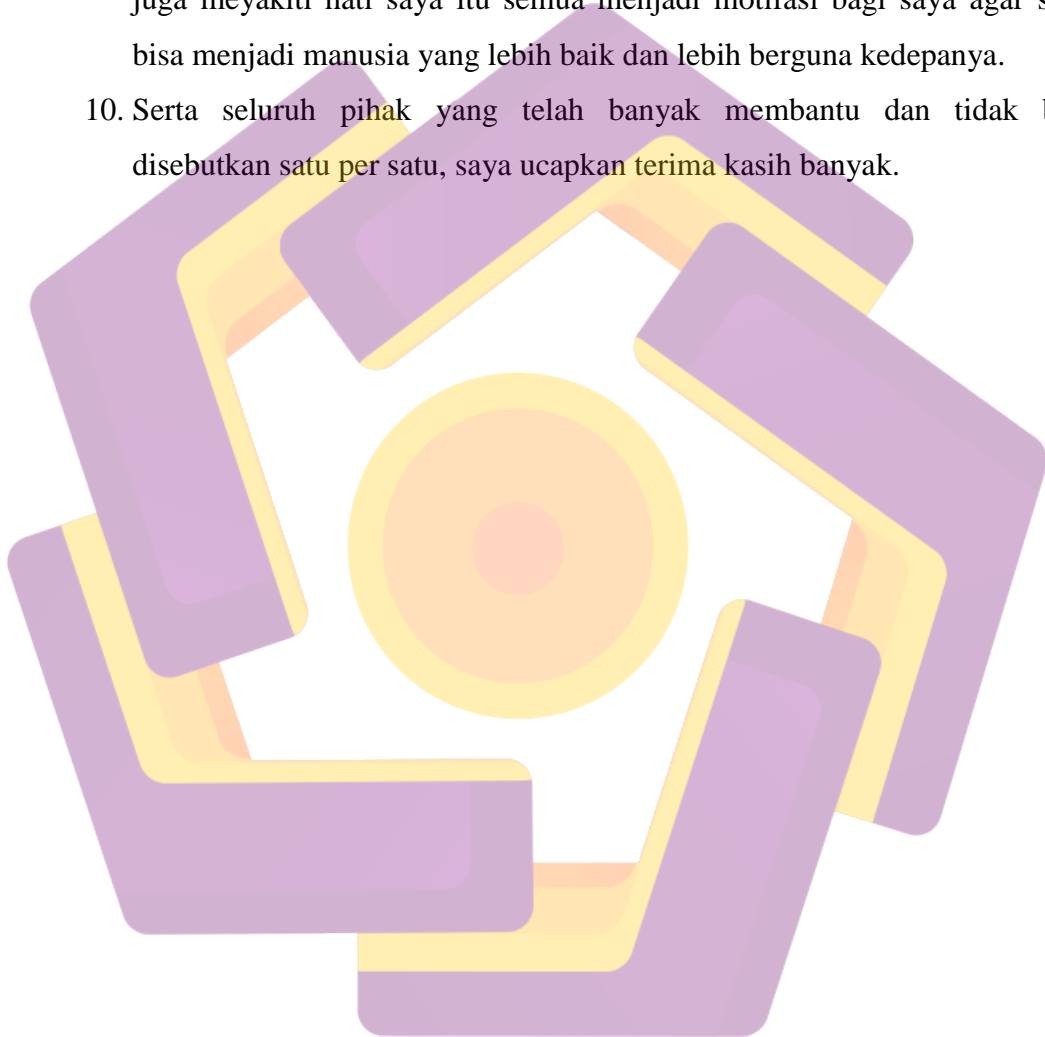 juga meyakiti hati saya itu semua menjadi motifasi bagi saya agar
bisa menjadi manusia yang lebih baik dan lebih berguna kedepanya.
10. Serta seluruh pihak yang telah banyak membantu dan tidak
disebutkan satu per satu, saya ucapkan terima kasih banyak.